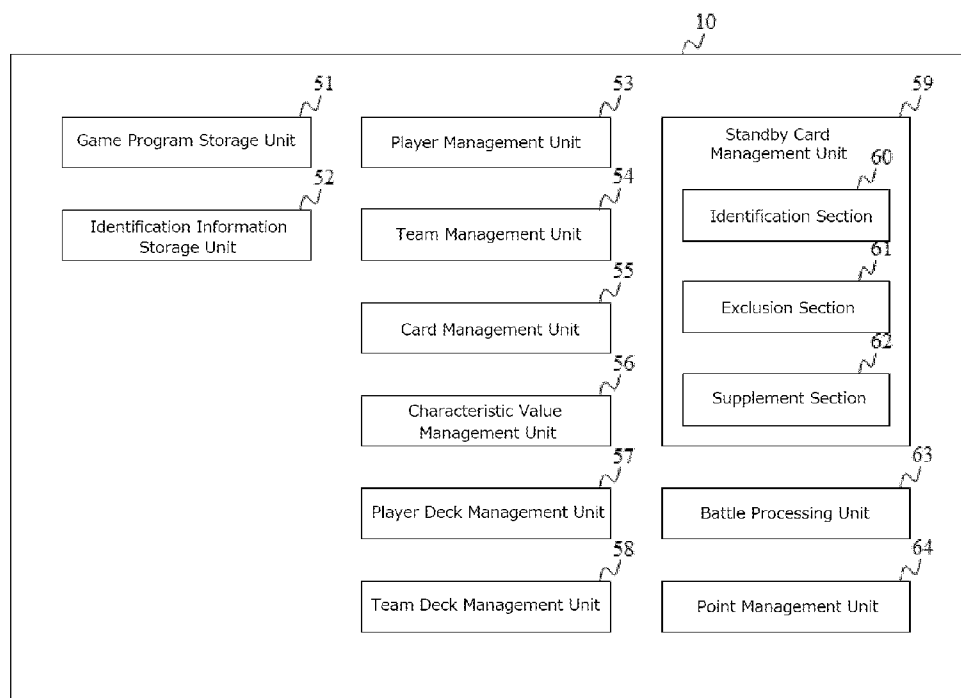 10
51
Game Program Storage Unit
52
Identification Information
Storage Unit
53
Player Management Unit
54
Team Management Unit
55
Card Management Unit
56
Characteristic Value
Management Unit
57
Player Deck Management Unit
58
Team Deck Management Unit
59
Standby Card
Management Unit
60
Identification Section
61
Exclusion Section
62
Supplement Section
63
Battle Processing Unit
64
Point Management Unit